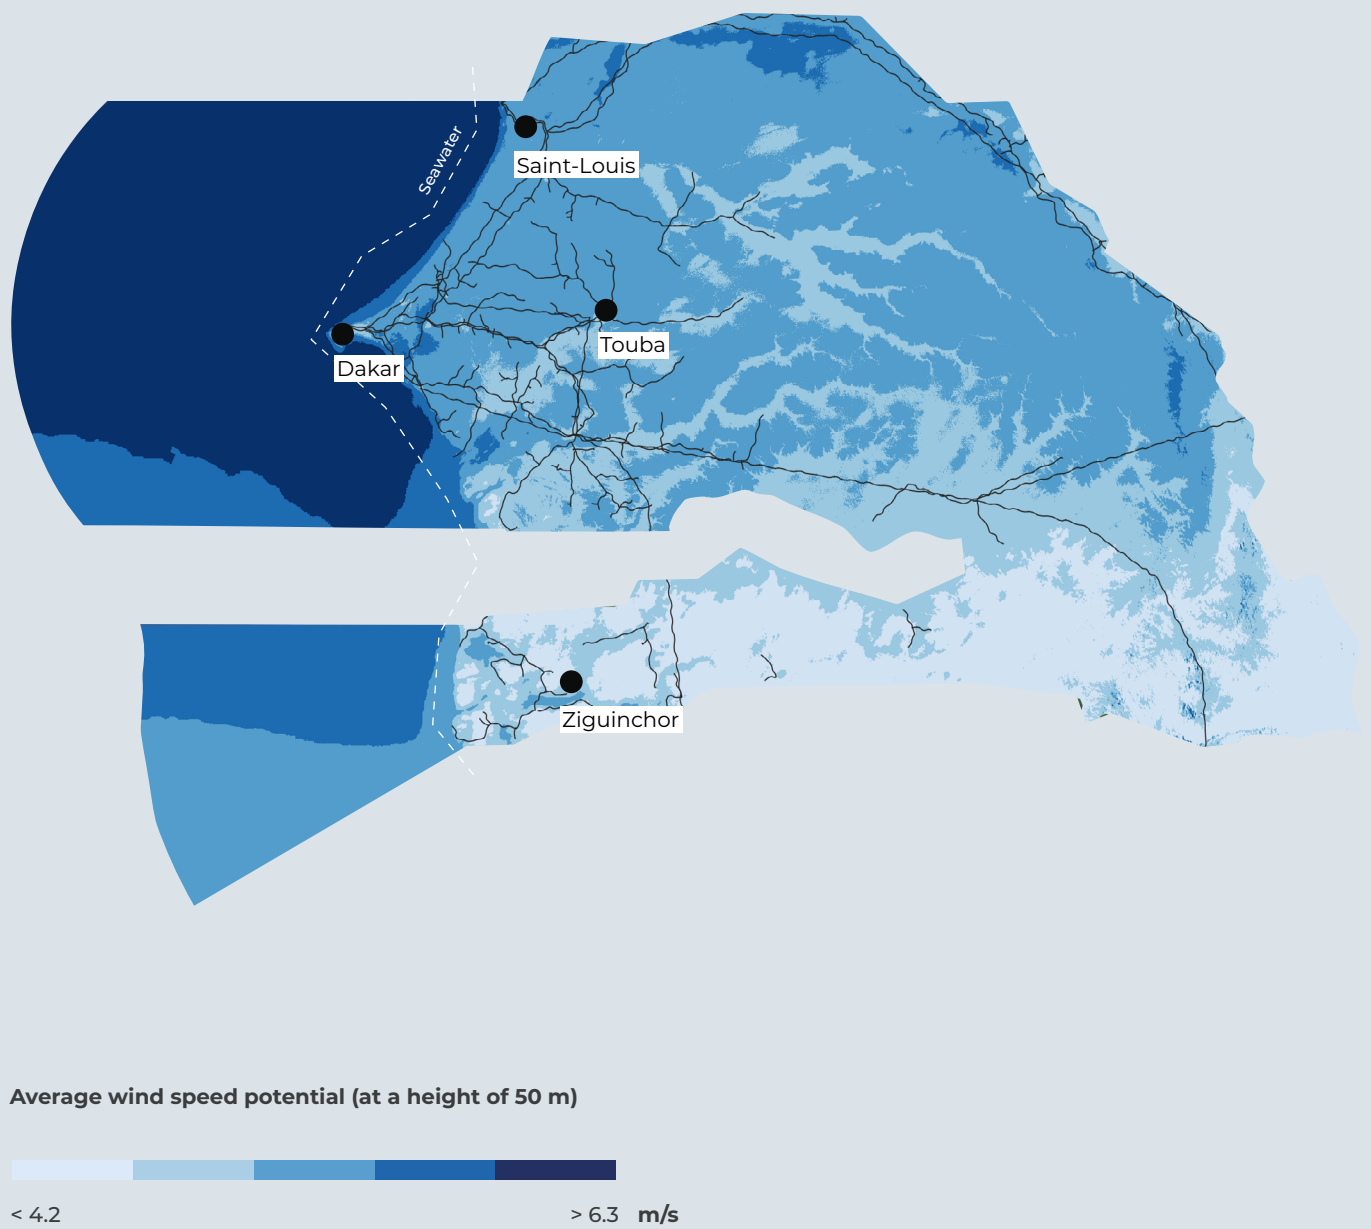 Seawater
Saint-Louis
Touba
Dakar
Ziguinchor
Average wind speed potential (at a height of 50 m)
< 4.2 > 6.3 m/s